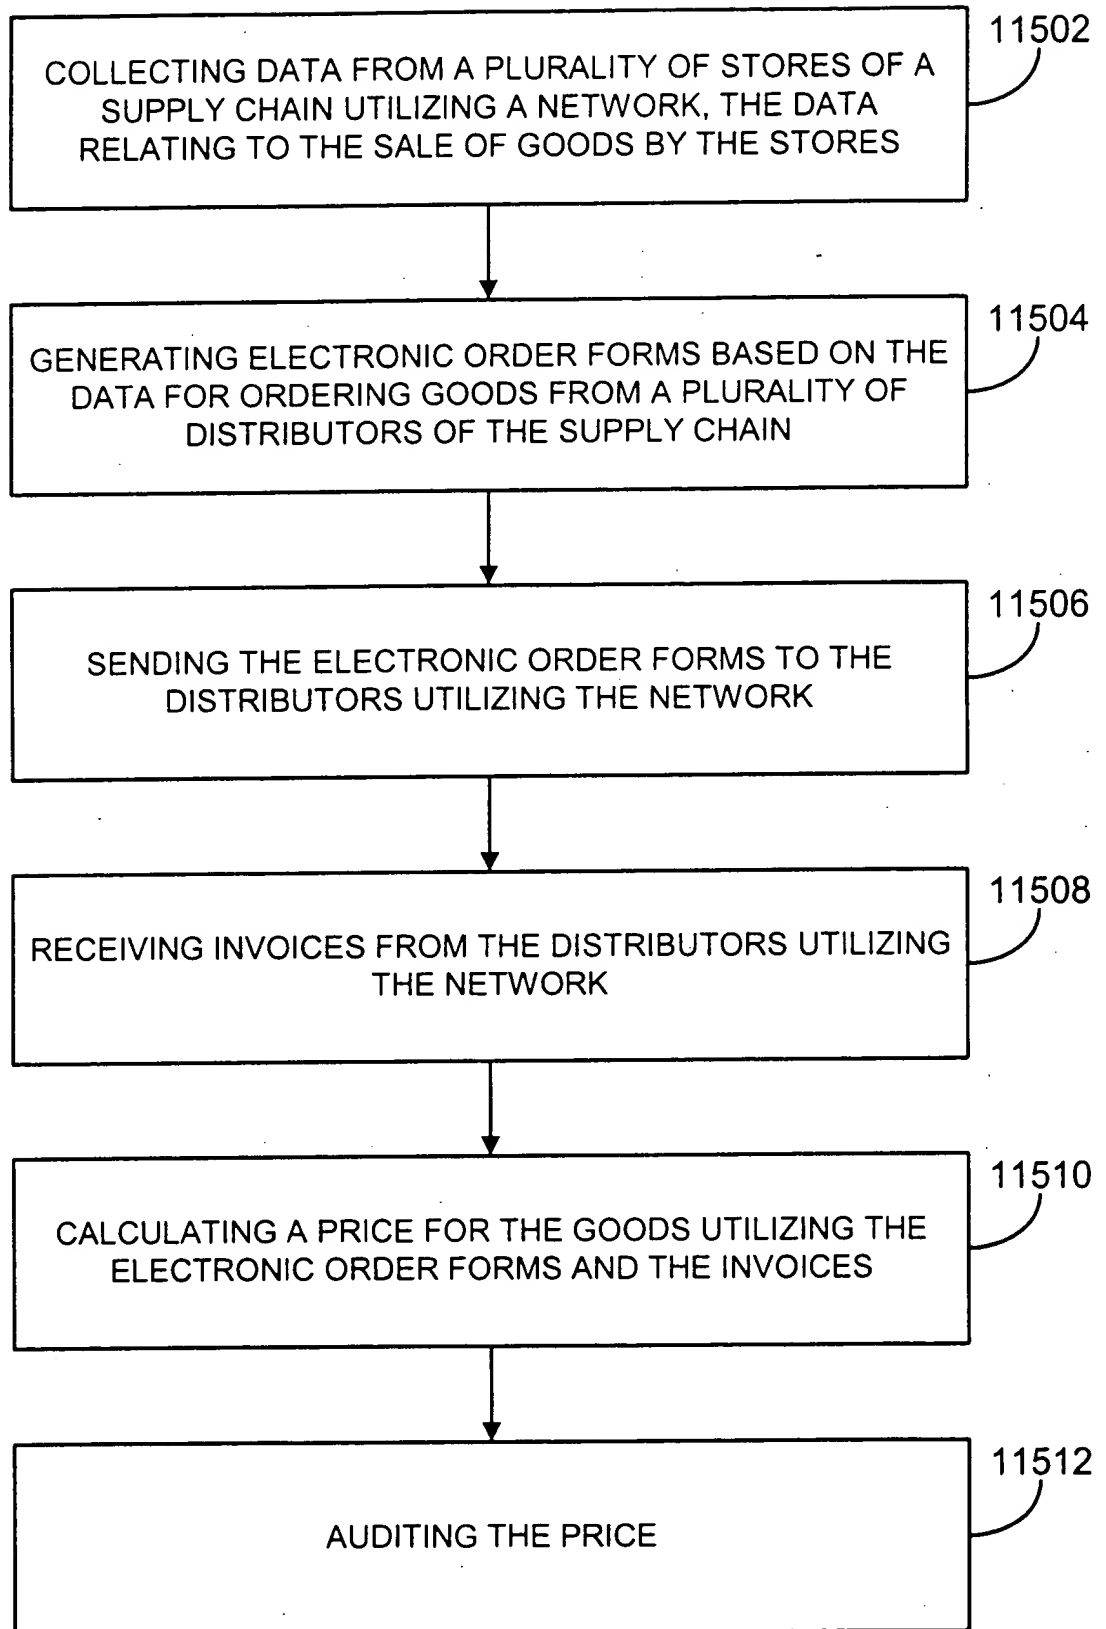 11502
COLLECTING DATA FROM A PLURALITY OF STORES OF A
SUPPLY CHAIN UTILIZING A NETWORK, THE DATA
RELATING TO THE SALE OF GOODS BY THE STORES
11504
GENERATING ELECTRONIC ORDER FORMS BASED ON THE
DATA FOR ORDERING GOODS FROM A PLURALITY OF
DISTRIBUTORS OF THE SUPPLY CHAIN
11506
SENDING THE ELECTRONIC ORDER FORMS TO THE
DISTRIBUTORS UTILIZING THE NETWORK
11508
RECEIVING INVOICES FROM THE DISTRIBUTORS UTILIZING
THE NETWORK
11510
CALCULATING A PRICE FOR THE GOODS UTILIZING THE
ELECTRONIC ORDER FORMS AND THE INVOICES
11512
AUDITING THE PRICE